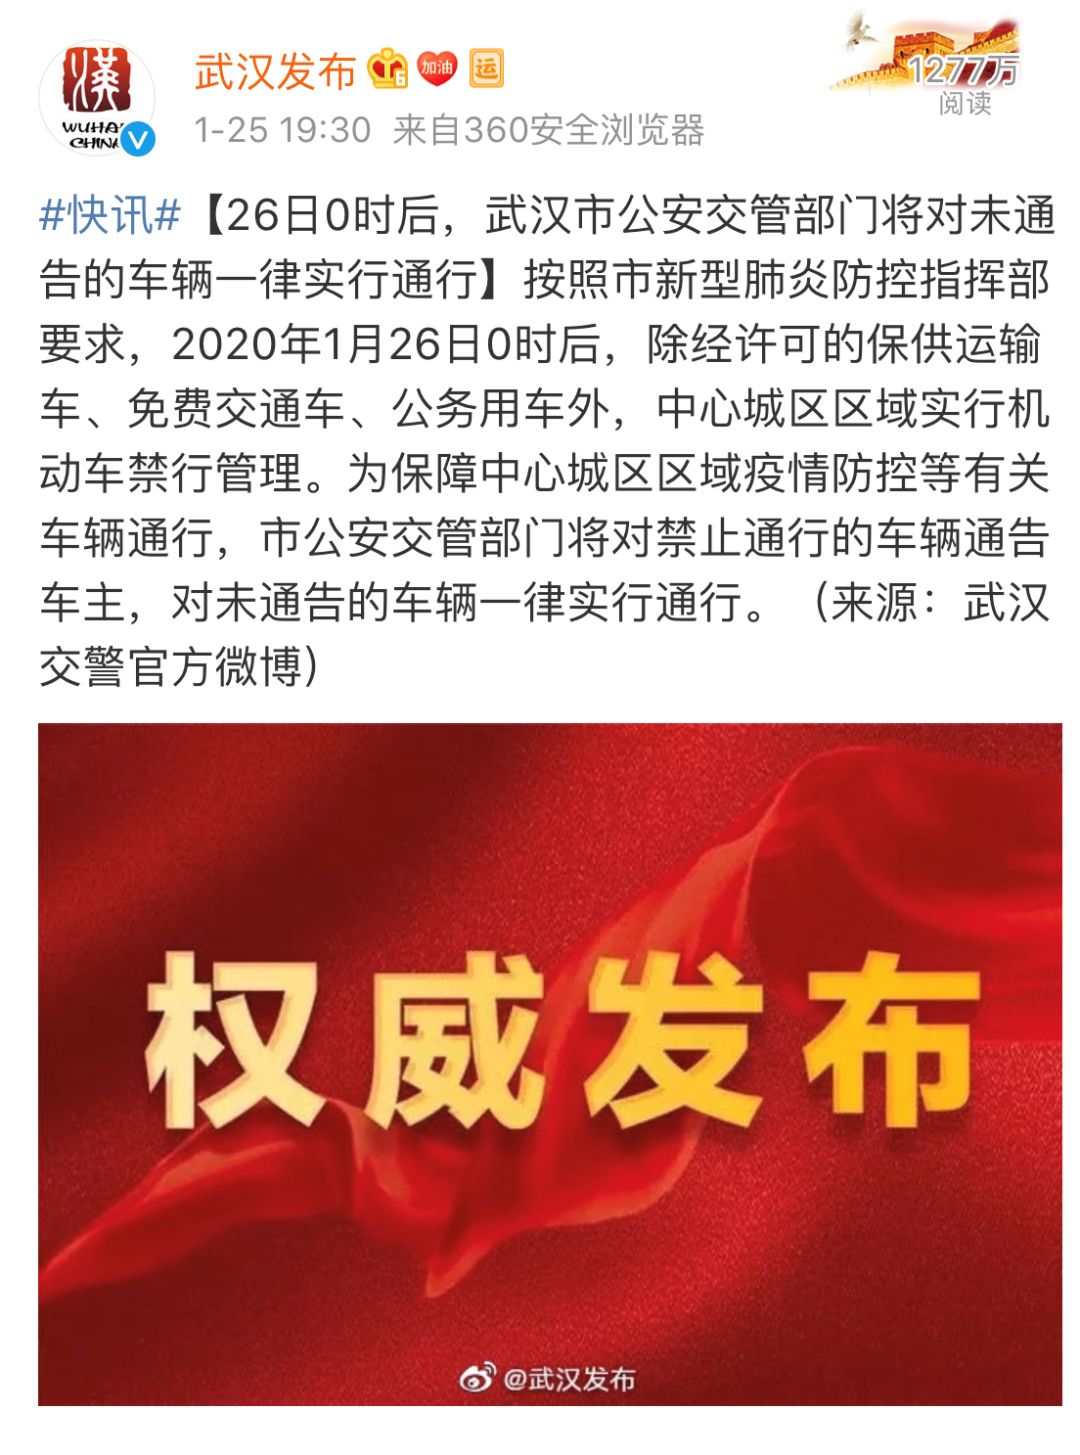 漢
WUHAN
CHINA
武汉发布 6 加油 运
1277万
阅读
1-25 19:30 来自360安全浏览器
#快讯#【26日0时后，武汉市公安交管部门将对未通
告的车辆一律实行通行】按照市新型肺炎防控指挥部
要求，2020年1月26日0时后，除经许可的保供运输
车、免费交通车、公务用车外，中心城区区域实行机
动车禁行管理。为保障中心城区区域疫情防控等有关
车辆通行，市公安交管部门将对禁止通行的车辆通告
车主，对未通告的车辆一律实行通行。（来源：武汉
交警官方微博）
权威发布
@武汉发布